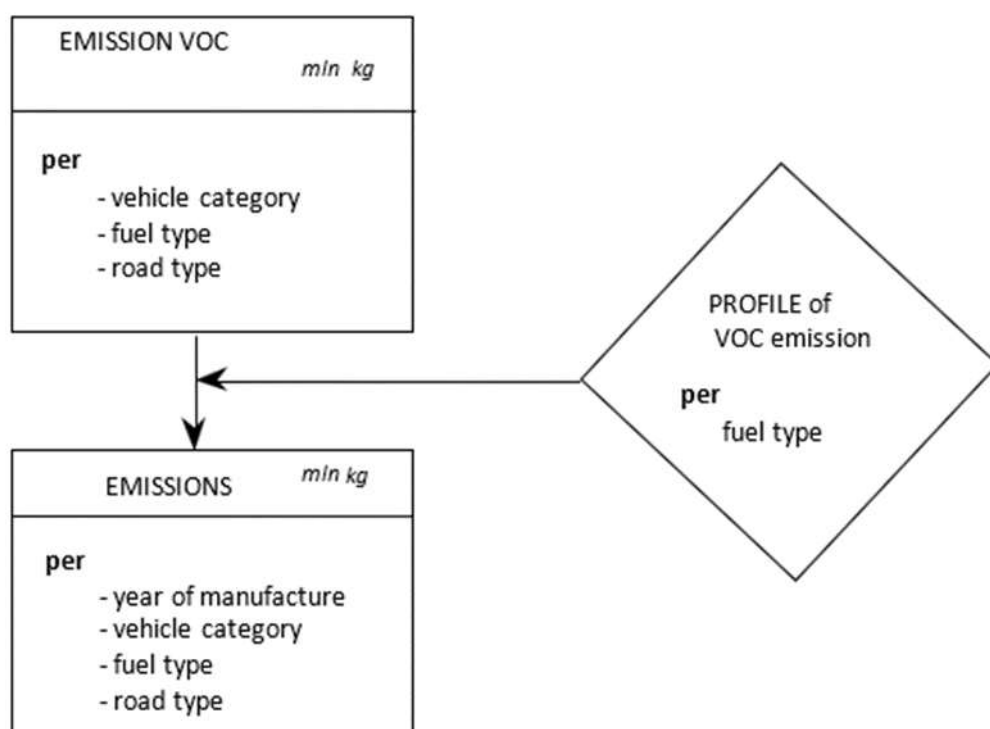 EMISSION VOC
mln kg
per
- vehicle category
- fuel type
- road type
PROFILE of
VOC emission
per
fuel type
EMISSIONS
mln kg
per
- year of manufacture
- vehicle category
- fuel type
- road type